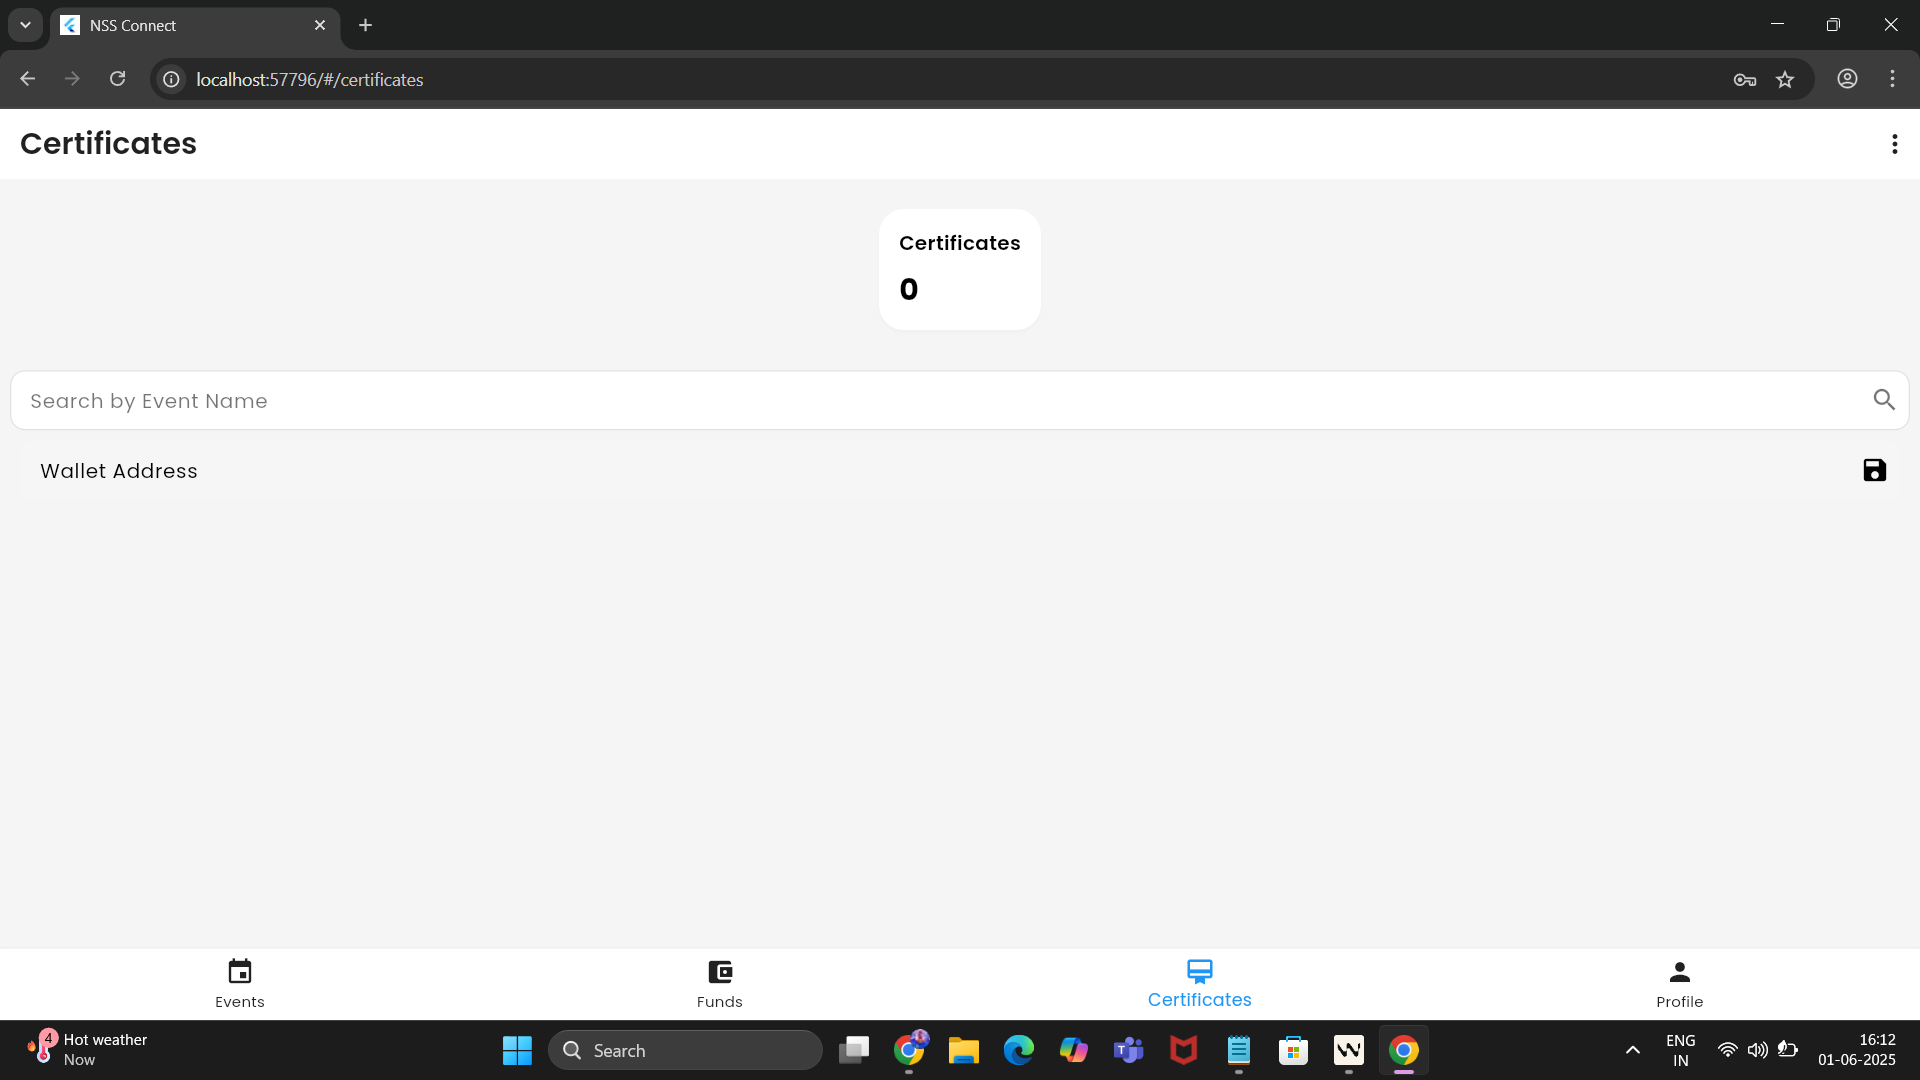 NSS Connect
localhost:57796/#/certificates
Certificates
Certificates
0
Search by Event Name
Wallet Address
Events
Funds
Certificates
Profile
4
Hot weather
Now
Search
T
ENG
IN
16:12
01-06-2025